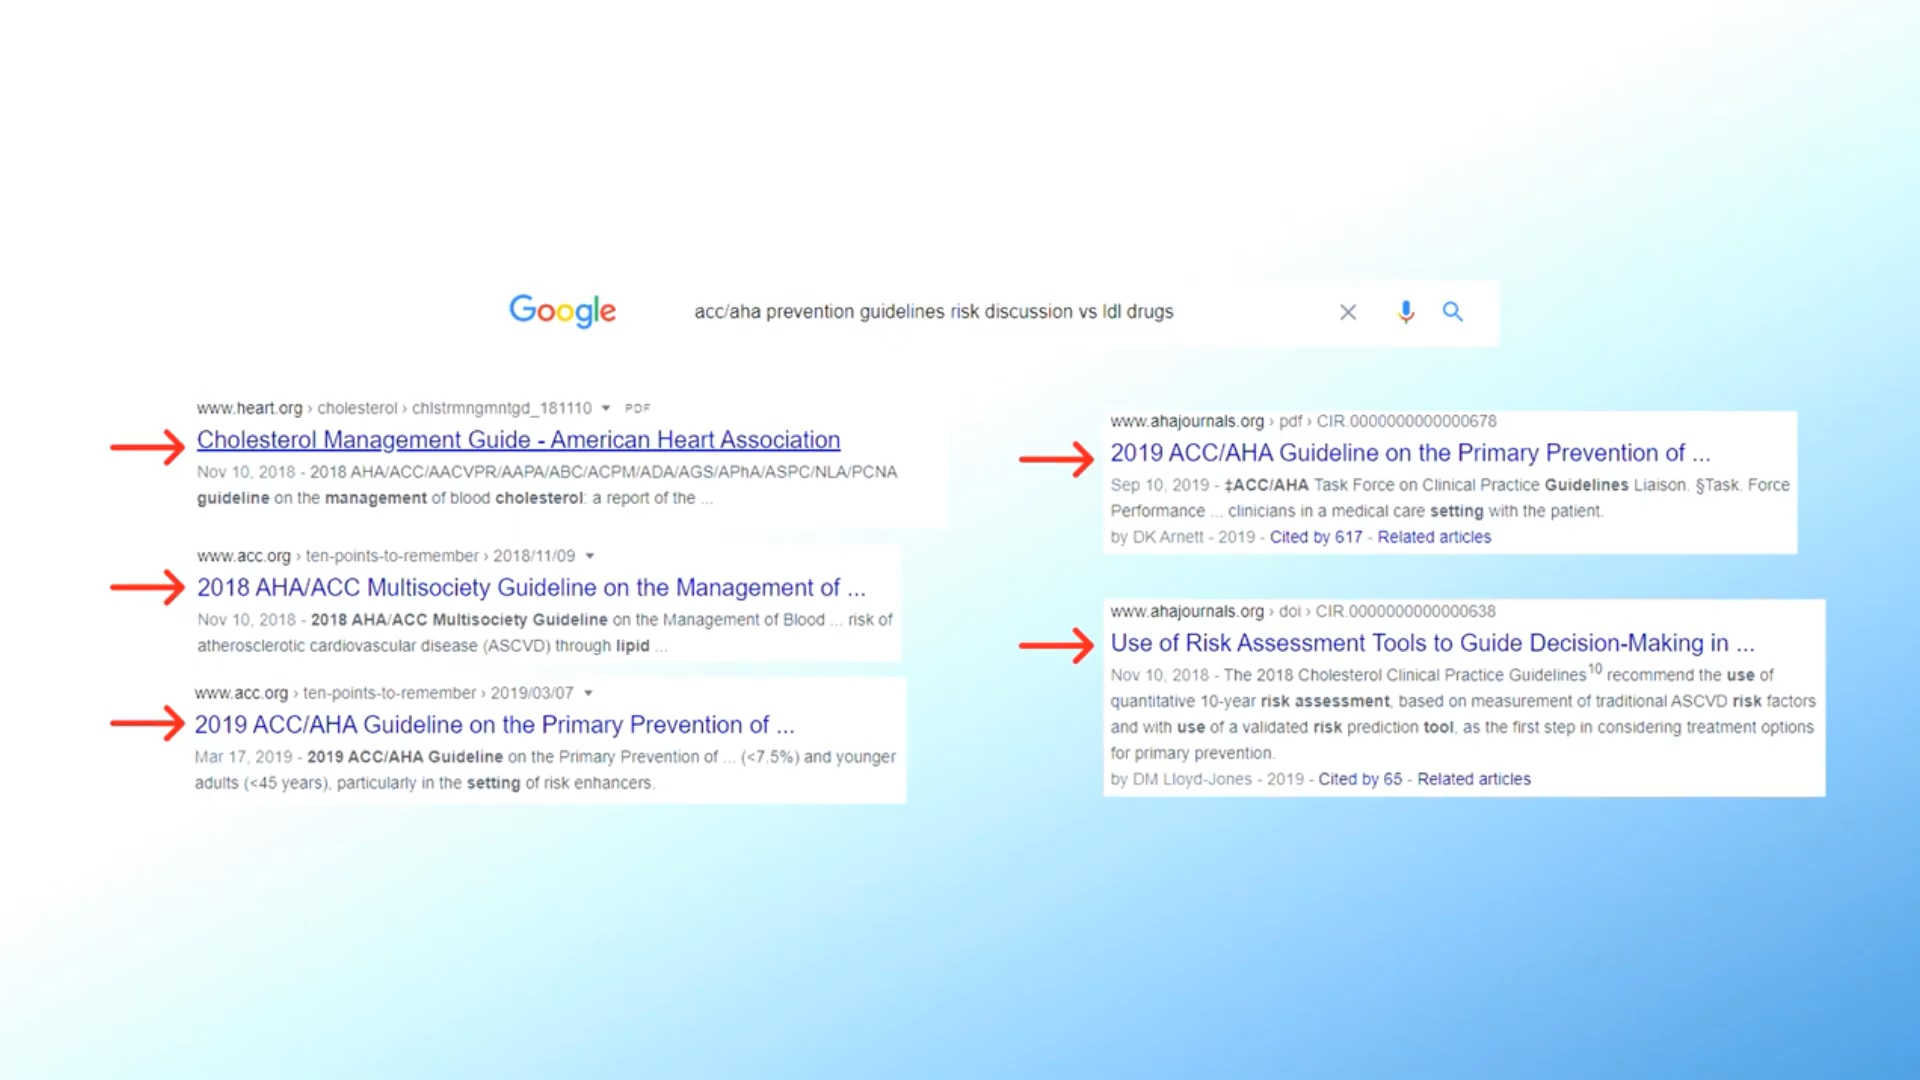 Google
acc/aha prevention guidelines risk discussion vs ldl drugs
www.heart.org › cholesterol › chlstrmngmntgd_181110 PDF
Cholesterol Management Guide - American Heart Association
Nov 10, 2018 - 2018 AHA/ACC/AACVPR/AAPA/ABC/ACPM/ADA/AGS/APhA/ASPC/NLA/PCNA
guideline on the management of blood cholesterol: a report of the ...
www.acc.org › ten-points-to-remember › 2018/11/09
2018 AHA/ACC Multisociety Guideline on the Management of ...
Nov 10, 2018 - 2018 AHA/ACC Multisociety Guideline on the Management of Blood ... risk of
atherosclerotic cardiovascular disease (ASCVD) through lipid ...
www.acc.org › ten-points-to-remember › 2019/03/07
2019 ACC/AHA Guideline on the Primary Prevention of ...
Mar 17, 2019 - 2019 ACC/AHA Guideline on the Primary Prevention of ... (<7.5%) and younger
adults (<45 years), particularly in the setting of risk enhancers.
www.ahajournals.org › pdf › CIR.0000000000000678
2019 ACC/AHA Guideline on the Primary Prevention of ...
Sep 10, 2019 - ‡ACC/AHA Task Force on Clinical Practice Guidelines Liaison. §Task. Force
Performance ... clinicians in a medical care setting with the patient.
by DK Arnett - 2019 - Cited by 617 - Related articles
www.ahajournals.org › doi › CIR.0000000000000638
Use of Risk Assessment Tools to Guide Decision-Making in ...
Nov 10, 2018 - The 2018 Cholesterol Clinical Practice Guidelines10 recommend the use of
quantitative 10-year risk assessment, based on measurement of traditional ASCVD risk factors
and with use of a validated risk prediction tool, as the first step in considering treatment options
for primary prevention.
by DM Lloyd-Jones - 2019 - Cited by 65 - Related articles